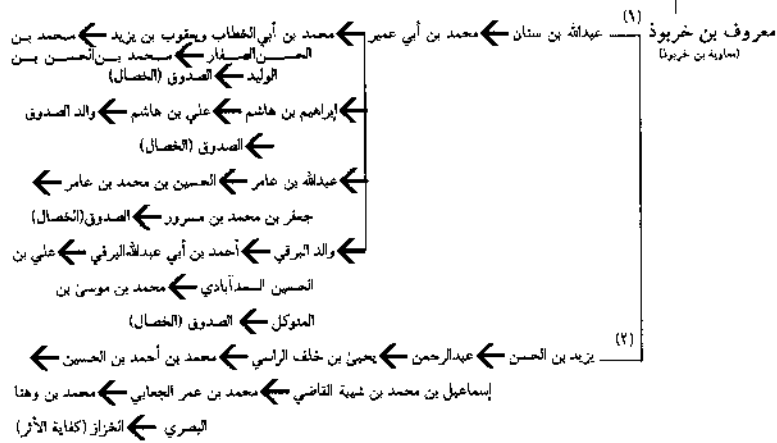 (١)
معروف بن خربوذ عبدالله بن سنان ← محمد بن أبي عمير ← محمد بن أبي الخطاب ويعقوب بن يزيد ← محمد بن
(معاوية بن خربوذ) الحسن الصفار ← محمد بن الحسن بن
الوليد ← الصدوق (الخصال)
← إبراهيم بن هاشم ← علي بن هاشم ← والد الصدوق
← الصدوق (الخصال)
← عبدالله بن عامر ← الحسين بن محمد بن عامر ←
جعفر بن محمد بن مسرور ← الصدوق (الخصال)
← والد البرقي ← أحمد بن أبي عبدالله البرقي ← علي بن
الحسين السعدآبادي ← محمد بن موسى بن
المتوكل ← الصدوق (الخصال)
(٢)
يزيد بن الحسن ← عبدالرحمن ← يحيىٰ بن خلف الراسي ← محمد بن أحمد بن الحسين ←
إسماعيل بن محمد بن شيبة القاضي ← محمد بن عمر الجعابي ← محمد بن وهنا
البصري ← الخزاز (كفاية الأثر)